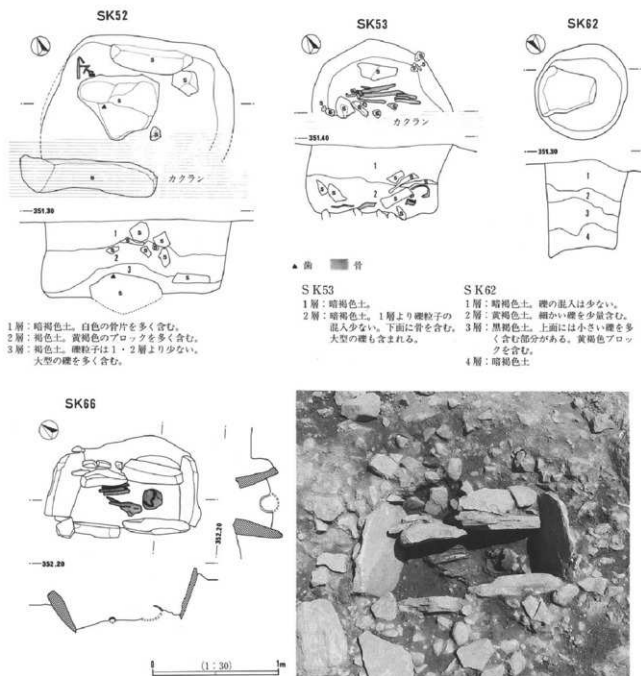 SK52
SK53
SK62
S
S
S
S
S
カクラン
351.30
1
2
3
S
S
S
S
S
カクラン
351.40
1
2
S
S
S
S
351.30
1
2
3
4
▲ 歯 骨
1層：暗褐色土。白色の骨片を多く含む。
2層：褐色土。黄褐色のブロックを多く含む。
3層：褐色土。礫粒子は1・2層より少ない。
大型の礫を多く含む。
SK53
1層：暗褐色土。
2層：暗褐色土。1層より礫粒子の
混入少ない。下面に骨を含む。
大型の礫も含まれる。
SK62
1層：暗褐色土。礫の混入は少ない。
2層：黄褐色土。細かい礫を少量含む。
3層：黒褐色土。上面には小さい礫を多
く含む部分がある。黄褐色ブロッ
クを含む。
4層：暗褐色土
SK66
352.20
352.20
0 (1:30) 1m